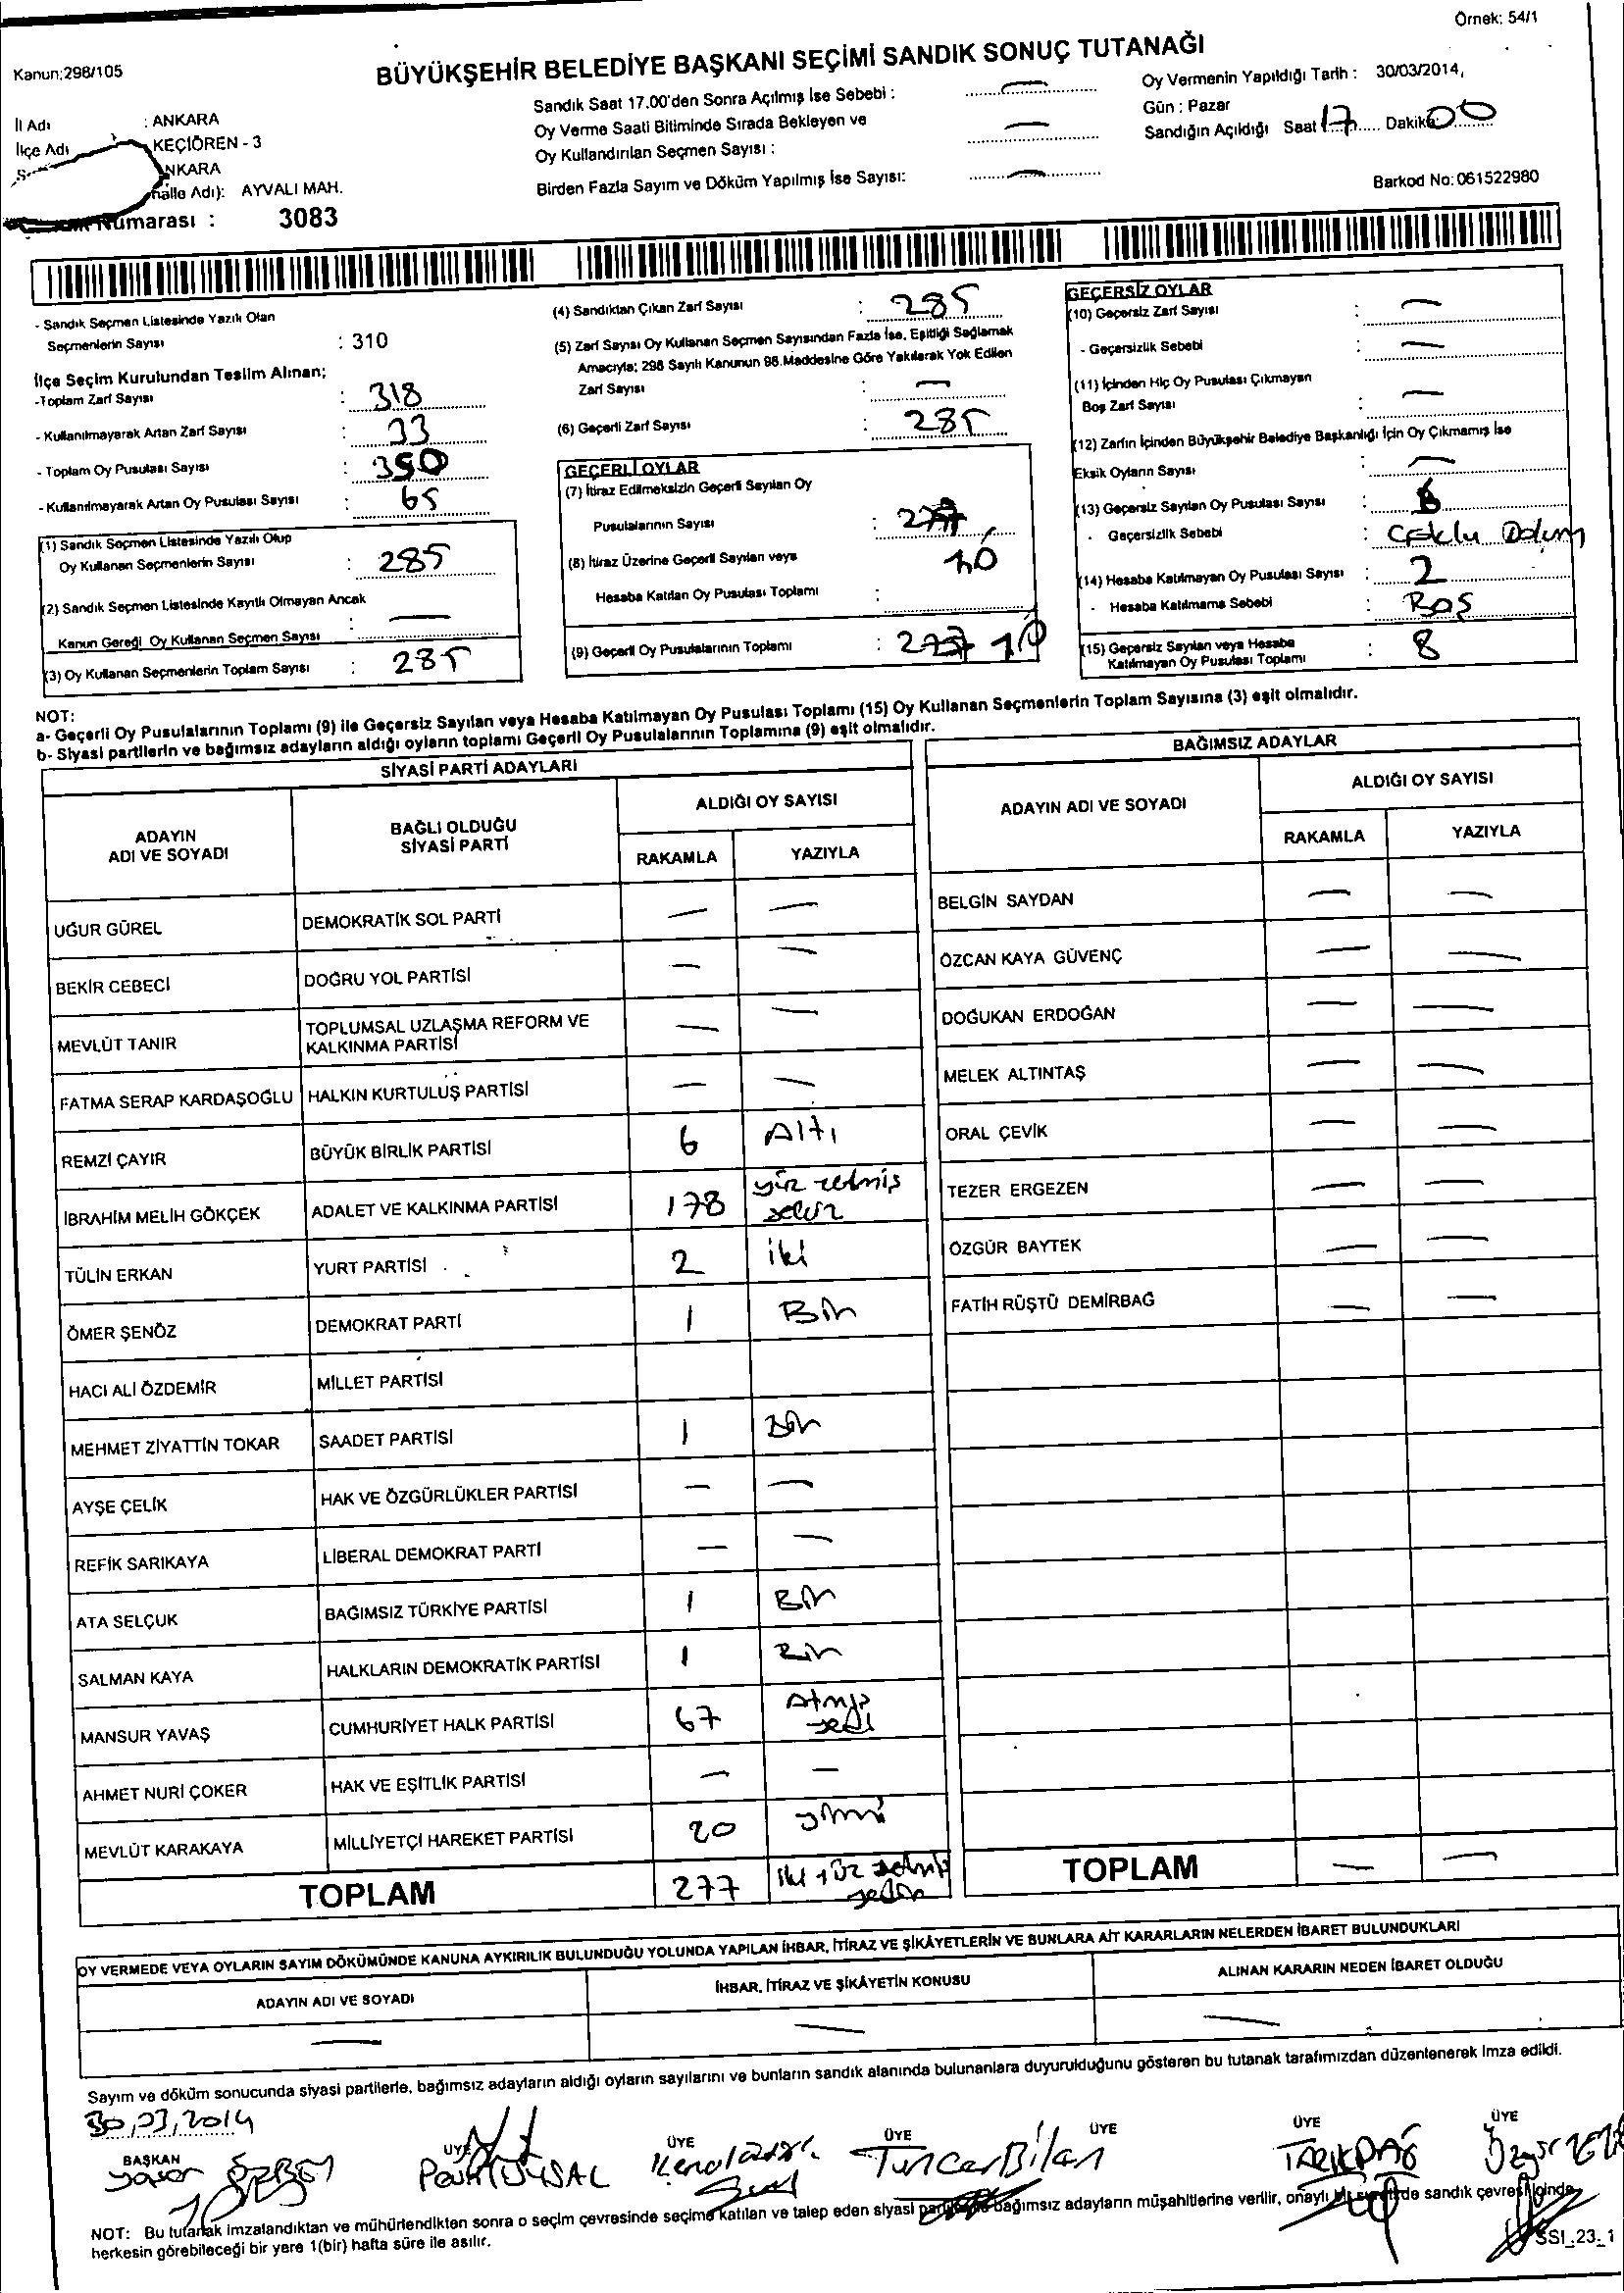 Örnek: 54/1
Kanun;298/105
BÜYÜKŞEHİR BELEDİYE BAŞKANI SEÇİMİ SANDIK SONUÇ TUTANAĞI
İl Adı : ANKARA
İlçe Adı KEÇİÖREN - 3
NKARA
halle Adı): AYVALI MAH.
Numarası : 3083
Sandık Saat 17.00'den Sonra Açılmış İse Sebebi : —
Oy Verme Saati Bitiminde Sırada Bekleyen ve
Oy Kullandırılan Seçmen Sayısı : —
Birden Fazla Sayım ve Döküm Yapılmış İse Sayısı: —
Oy Vermenin Yapıldığı Tarih : 30/03/2014,
Gün : Pazar
Sandığın Açıldığı Saat 17 Dakika 00
Barkod No: 061522980
- Sandık Seçmen Listesinde Yazılı Olan
Seçmenlerin Sayısı : 310
İlçe Seçim Kurulundan Teslim Alınan;
-Toplam Zarf Sayısı : 318
- Kullanılmayarak Artan Zarf Sayısı : 33
- Toplam Oy Pusulası Sayısı : 350
- Kullanılmayarak Artan Oy Pusulası Sayısı : 65
(1) Sandık Seçmen Listesinde Yazılı Olup
Oy Kullanan Seçmenlerin Sayısı : 285
(2) Sandık Seçmen Listesinde Kayıtlı Olmayan Ancak
Kanun Gereği Oy Kullanan Seçmen Sayısı : —
(3) Oy Kullanan Seçmenlerin Toplam Sayısı : 285
(4) Sandıktan Çıkan Zarf Sayısı : 285
(5) Zarf Sayısı Oy Kullanan Seçmen Sayısından Fazla İse, Eşitliği Sağlamak
Amacıyla; 298 Sayılı Kanunun 98.Maddesine Göre Yakılarak Yok Edilen
Zarf Sayısı : —
(6) Geçerli Zarf Sayısı : 285
GEÇERLİ OYLAR
(7) İtiraz Edilmeksizin Geçerli Sayılan Oy
Pusulalarının Sayısı : 277
(8) İtiraz Üzerine Geçerli Sayılan veya
Hesaba Katılan Oy Pusulası Toplamı :
(9) Geçerli Oy Pusulalarının Toplamı : 277
GEÇERSİZ OYLAR
(10) Geçersiz Zarf Sayısı : —
- Geçersizlik Sebebi : —
(11) İçinden Hiç Oy Pusulası Çıkmayan
Boş Zarf Sayısı : —
(12) Zarfın İçinden Büyükşehir Belediye Başkanlığı İçin Oy Çıkmamış İse
Eksik Oyların Sayısı : —
(13) Geçersiz Sayılan Oy Pusulası Sayısı : 6
- Geçersizlik Sebebi :
(14) Hesaba Katılmayan Oy Pusulası Sayısı : 2
- Hesaba Katılmama Sebebi : Boş
(15) Geçersiz Sayılan veya Hesaba
Katılmayan Oy Pusulası Toplamı : 8
NOT:
a- Geçerli Oy Pusulalarının Toplamı (9) ile Geçersiz Sayılan veya Hesaba Katılmayan Oy Pusulası Toplamı (15) Oy Kullanan Seçmenlerin Toplam Sayısına (3) eşit olmalıdır.
b- Siyasi partilerin ve bağımsız adayların aldığı oyların toplamı Geçerli Oy Pusulalarının Toplamına (9) eşit olmalıdır.
SİYASİ PARTİ ADAYLARI
ADAYIN ADI VE SOYADI BAĞLI OLDUĞU SİYASİ PARTİ ALDIĞI OY SAYISI
RAKAMLA YAZIYLA
UĞUR GÜREL DEMOKRATİK SOL PARTİ — —
BEKİR CEBECİ DOĞRU YOL PARTİSİ — —
MEVLÜT TANIR TOPLUMSAL UZLAŞMA REFORM VE KALKINMA PARTİSİ — —
FATMA SERAP KARDAŞOĞLU HALKIN KURTULUŞ PARTİSİ — —
REMZİ ÇAYIR BÜYÜK BİRLİK PARTİSİ 6 Altı
İBRAHİM MELİH GÖKÇEK ADALET VE KALKINMA PARTİSİ 178 yüz yetmiş sekiz
TÜLİN ERKAN YURT PARTİSİ 2 iki
ÖMER ŞENÖZ DEMOKRAT PARTİ 1 Bir
HACI ALİ ÖZDEMİR MİLLET PARTİSİ
MEHMET ZİYATTİN TOKAR SAADET PARTİSİ 1 Bir
AYŞE ÇELİK HAK VE ÖZGÜRLÜKLER PARTİSİ — —
REFİK SARIKAYA LİBERAL DEMOKRAT PARTİ — —
ATA SELÇUK BAĞIMSIZ TÜRKİYE PARTİSİ 1 Bir
SALMAN KAYA HALKLARIN DEMOKRATİK PARTİSİ 1 Bir
MANSUR YAVAŞ CUMHURİYET HALK PARTİSİ 67 Atmış yedi
AHMET NURİ ÇOKER HAK VE EŞİTLİK PARTİSİ — —
MEVLÜT KARAKAYA MİLLİYETÇİ HAREKET PARTİSİ 20 yirmi
TOPLAM 277 iki yüz yetmiş yedi
BAĞIMSIZ ADAYLAR
ADAYIN ADI VE SOYADI ALDIĞI OY SAYISI
RAKAMLA YAZIYLA
BELGİN SAYDAN — —
ÖZCAN KAYA GÜVENÇ — —
DOĞUKAN ERDOĞAN — —
MELEK ALTINTAŞ — —
ORAL ÇEVİK — —
TEZER ERGEZEN — —
ÖZGÜR BAYTEK — —
FATİH RÜŞTÜ DEMİRBAĞ — —
TOPLAM — —
OY VERMEDE VEYA OYLARIN SAYIM DÖKÜMÜNDE KANUNA AYKIRILIK BULUNDUĞU YOLUNDA YAPILAN İHBAR, İTİRAZ VE ŞİKÂYETLERİN VE BUNLARA AİT KARARLARIN NELERDEN İBARET BULUNDUKLARI
ADAYIN ADI VE SOYADI İHBAR, İTİRAZ VE ŞİKÂYETİN KONUSU ALINAN KARARIN NEDEN İBARET OLDUĞU
— — —
Sayım ve döküm sonucunda siyasi partilerle, bağımsız adayların aldığı oyların sayılarını ve bunların sandık alanında bulunanlara duyurulduğunu gösteren bu tutanak tarafımızdan düzenlenerek imza edildi.
30,03,2014
BAŞKAN ÜYE ÜYE ÜYE ÜYE ÜYE ÜYE
Tuncer Bilan TARIK DAĞ
NOT: Bu tutanak imzalandıktan ve mühürlendikten sonra o seçim çevresinde seçime katılan ve talep eden siyasi bağımsız adayların müşahitlerine verilir, onaylı sandık çevresi içinde
herkesin görebileceği bir yere 1(bir) hafta süre ile asılır.
SSI_23_1